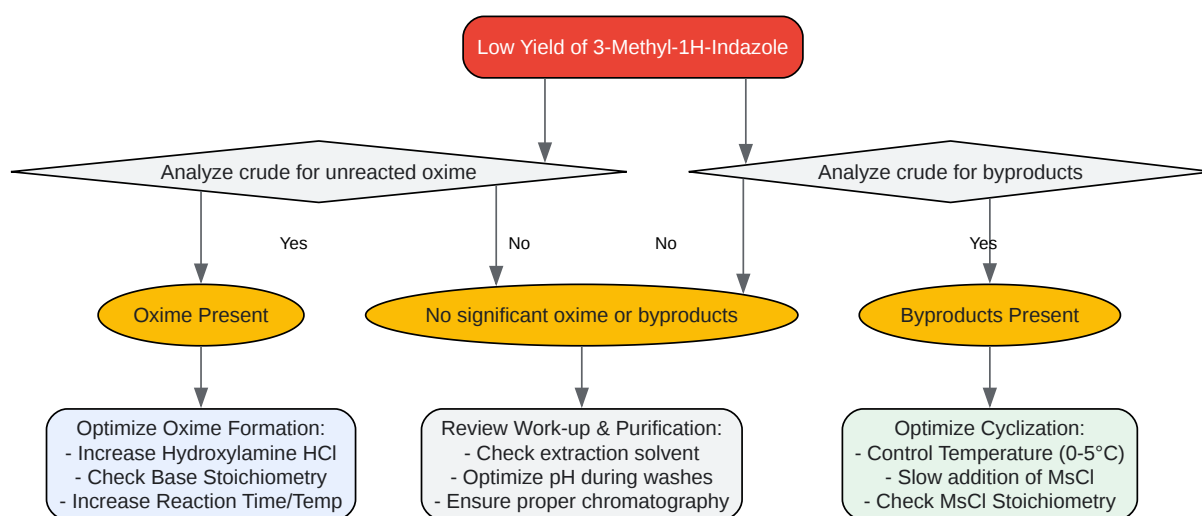 Low Yield of 3-Methyl-1H-Indazole
Analyze crude for unreacted oxime
Analyze crude for byproducts
Yes
No
No
Yes
Oxime Present
No significant oxime or byproducts
Byproducts Present
Optimize Oxime Formation:
- Increase Hydroxylamine HCl
- Check Base Stoichiometry
- Increase Reaction Time/Temp
Review Work-up & Purification:
- Check extraction solvent
- Optimize pH during washes
- Ensure proper chromatography
Optimize Cyclization:
- Control Temperature (0-5°C)
- Slow addition of MsCl
- Check MsCl Stoichiometry